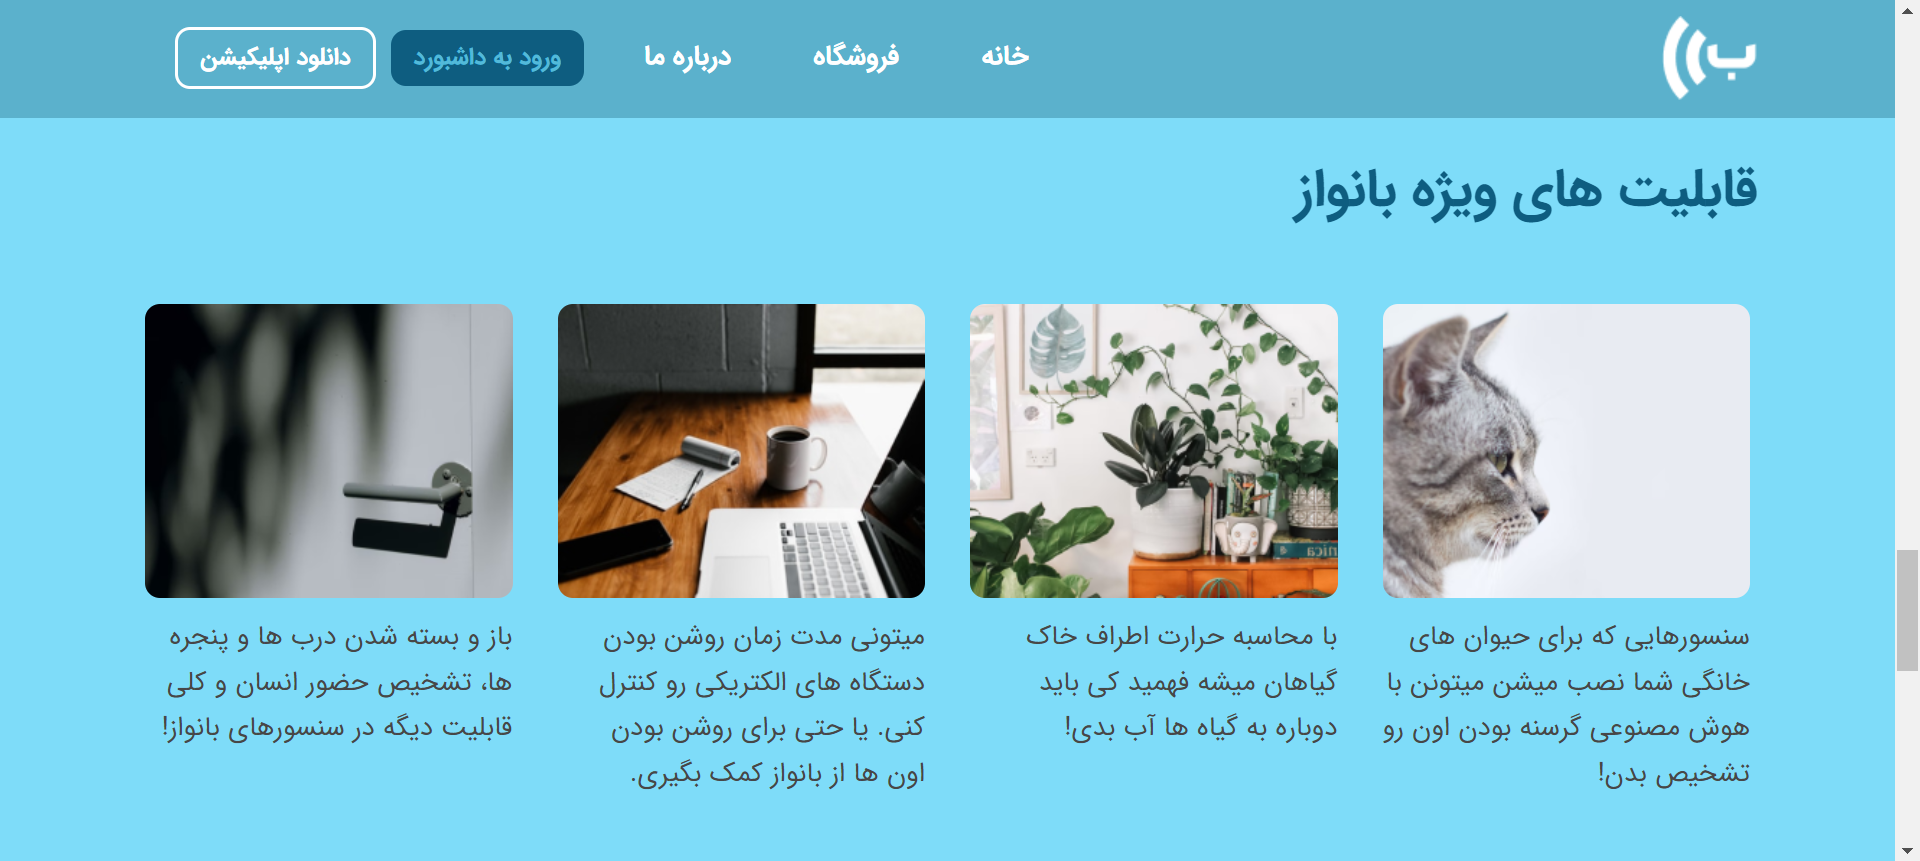 ب
خانه
فروشگاه
درباره ما
ورود به داشبورد
دانلود اپلیکیشن
قابلیت های ویژه بانواز
سنسورهایی که برای حیوان های
خانگی شما نصب میشن میتونن با
هوش مصنوعی گرسنه بودن اون رو
تشخیص بدن!
با محاسبه حرارت اطراف خاک
گیاهان میشه فهمید کی باید
دوباره به گیاه ها آب بدی!
میتونی مدت زمان روشن بودن
دستگاه های الکتریکی رو کنترل
کنی. یا حتی برای روشن بودن
اون ها از بانواز کمک بگیری.
باز و بسته شدن درب ها و پنجره
ها، تشخیص حضور انسان و کلی
قابلیت دیگه در سنسورهای بانواز!